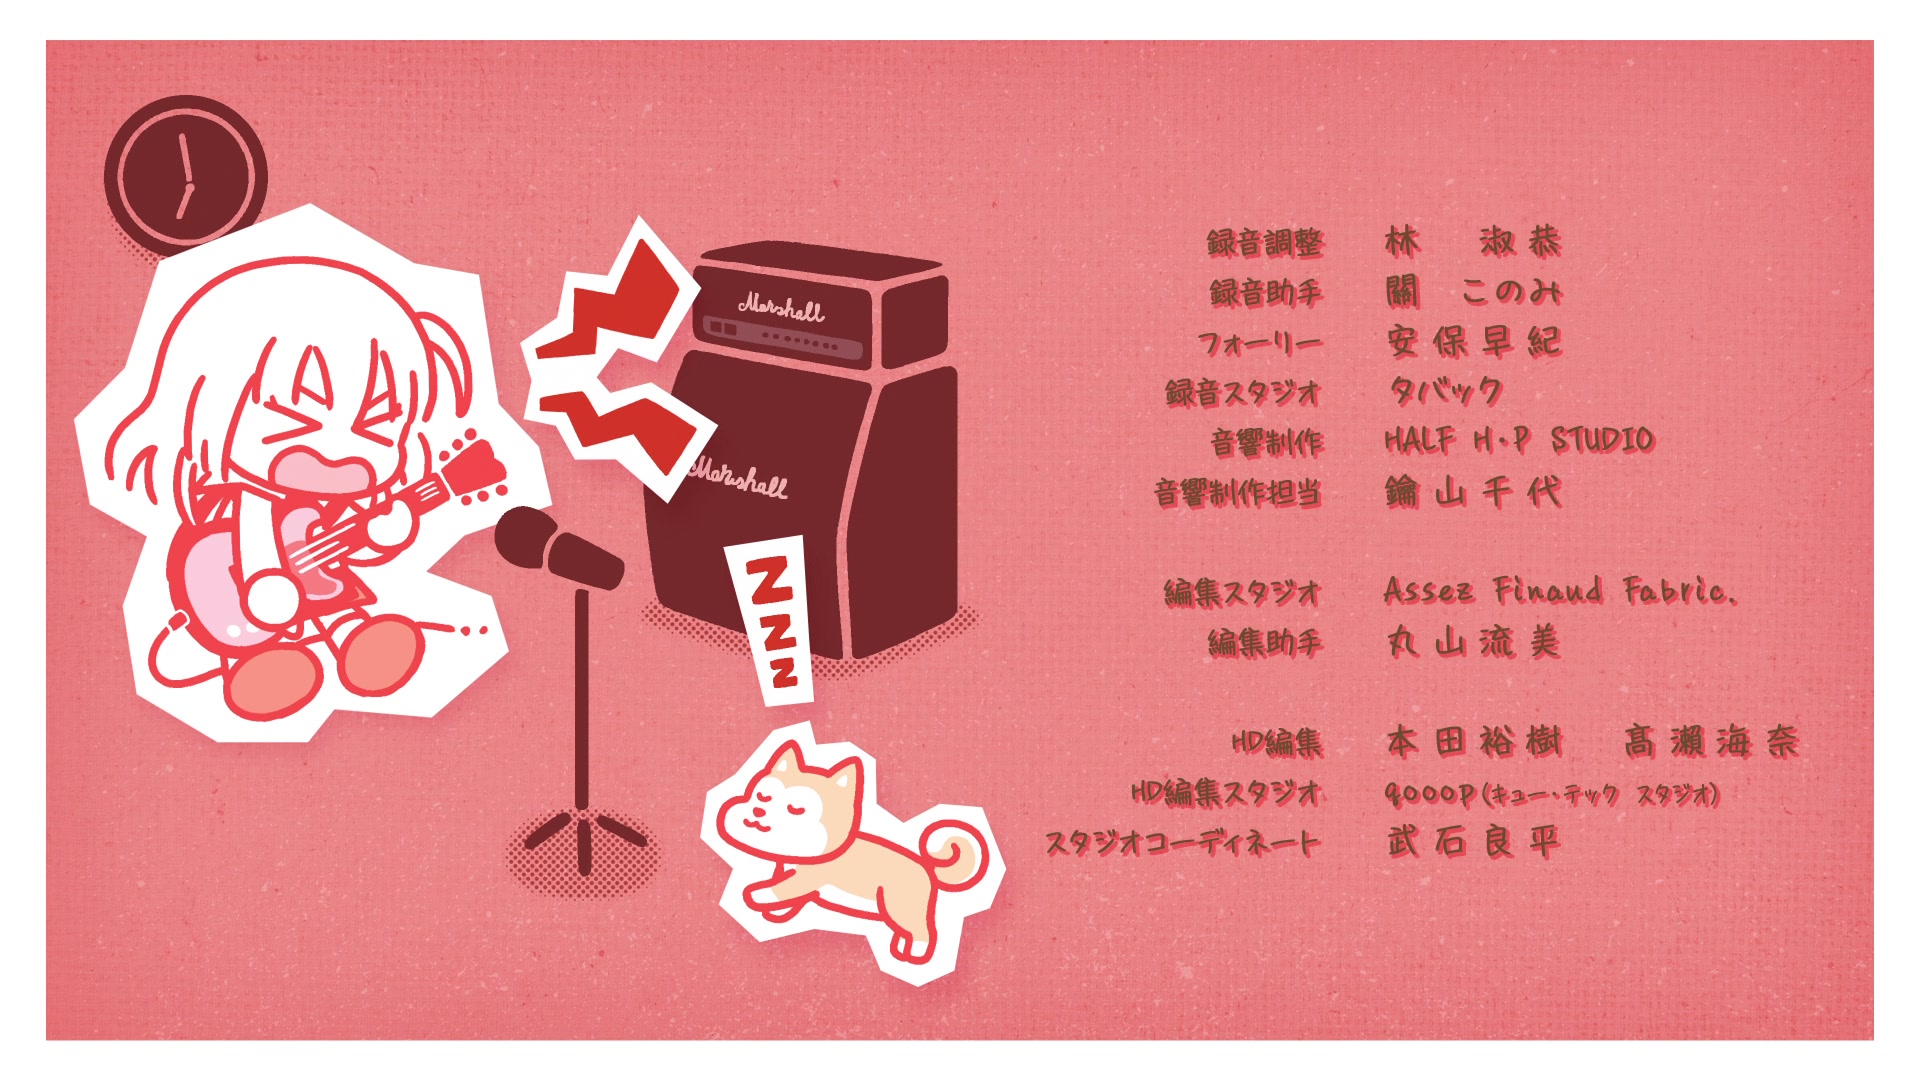 Marshall
Marshall
NNN
録音調整 林 淑恭
録音助手 關 このみ
フォーリー 安保早紀
録音スタジオ タバック
音響制作 HALF H・P STUDIO
音響制作担当 鑰山千代
編集スタジオ Assez Finaud Fabric.
編集助手 丸山流美
HD編集 本田裕樹 髙瀨海奈
HD編集スタジオ qooop(キュー・テック スタジオ)
スタジオコーディネート 武石良平